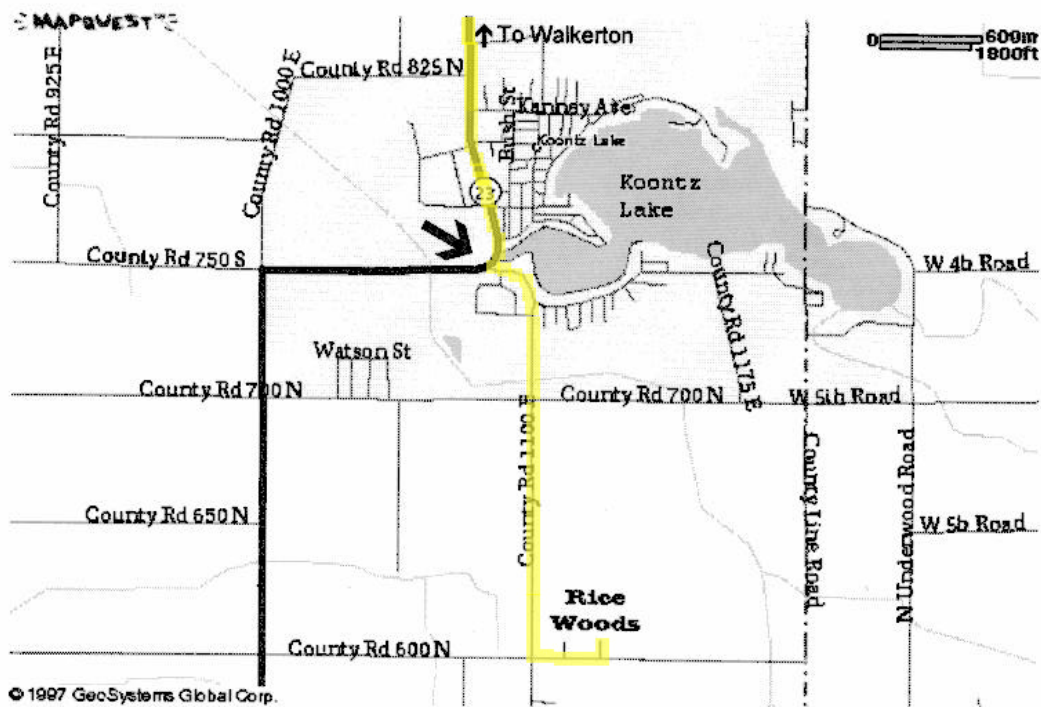 MAPQUEST
To Walkerton
0 600m
1800ft
County Rd 925 E
County Rd 1000 E
County Rd 825 N
Bush St
Kanney Ave
Koontz Lake
23
Koontz
Lake
County Rd 750 S
County Rd 1175 E
W 4b Road
Watson St
County Rd 700 N
County Rd 700 N
W 5th Road
County Rd 1100 E
County Line Road
N Underwood Road
County Rd 650 N
W 5b Road
Rice
Woods
County Rd 600 N
© 1997 GeoSystems Global Corp.